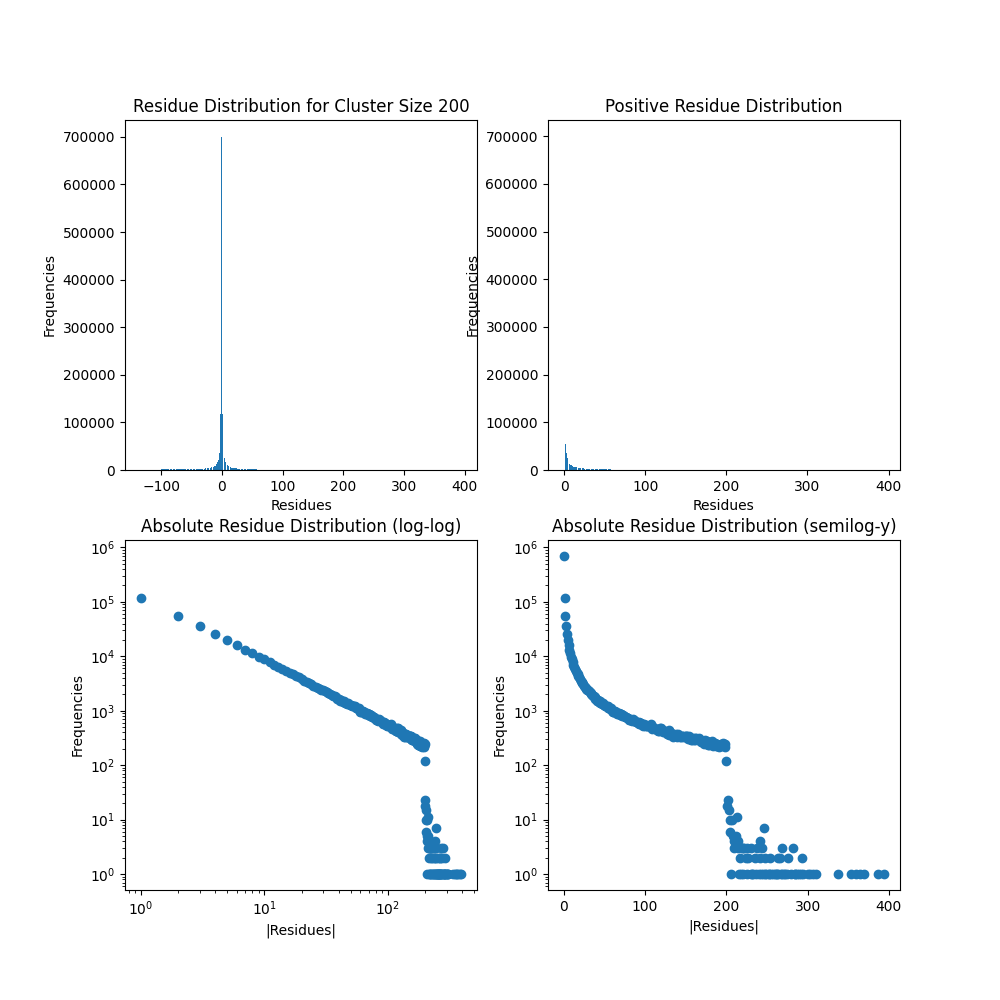 Residue Distribution for Cluster Size 200
700000
600000
500000
400000
300000
200000
100000
0
Frequencies
−100 0 100 200 300 400
Residues
Positive Residue Distribution
700000
600000
500000
400000
300000
200000
100000
0
Frequencies
0 100 200 300 400
Residues
Absolute Residue Distribution (log-log)
10^6
10^5
10^4
10^3
10^2
10^1
10^0
Frequencies
10^0 10^1 10^2
|Residues|
Absolute Residue Distribution (semilog-y)
10^6
10^5
10^4
10^3
10^2
10^1
10^0
Frequencies
0 100 200 300 400
|Residues|